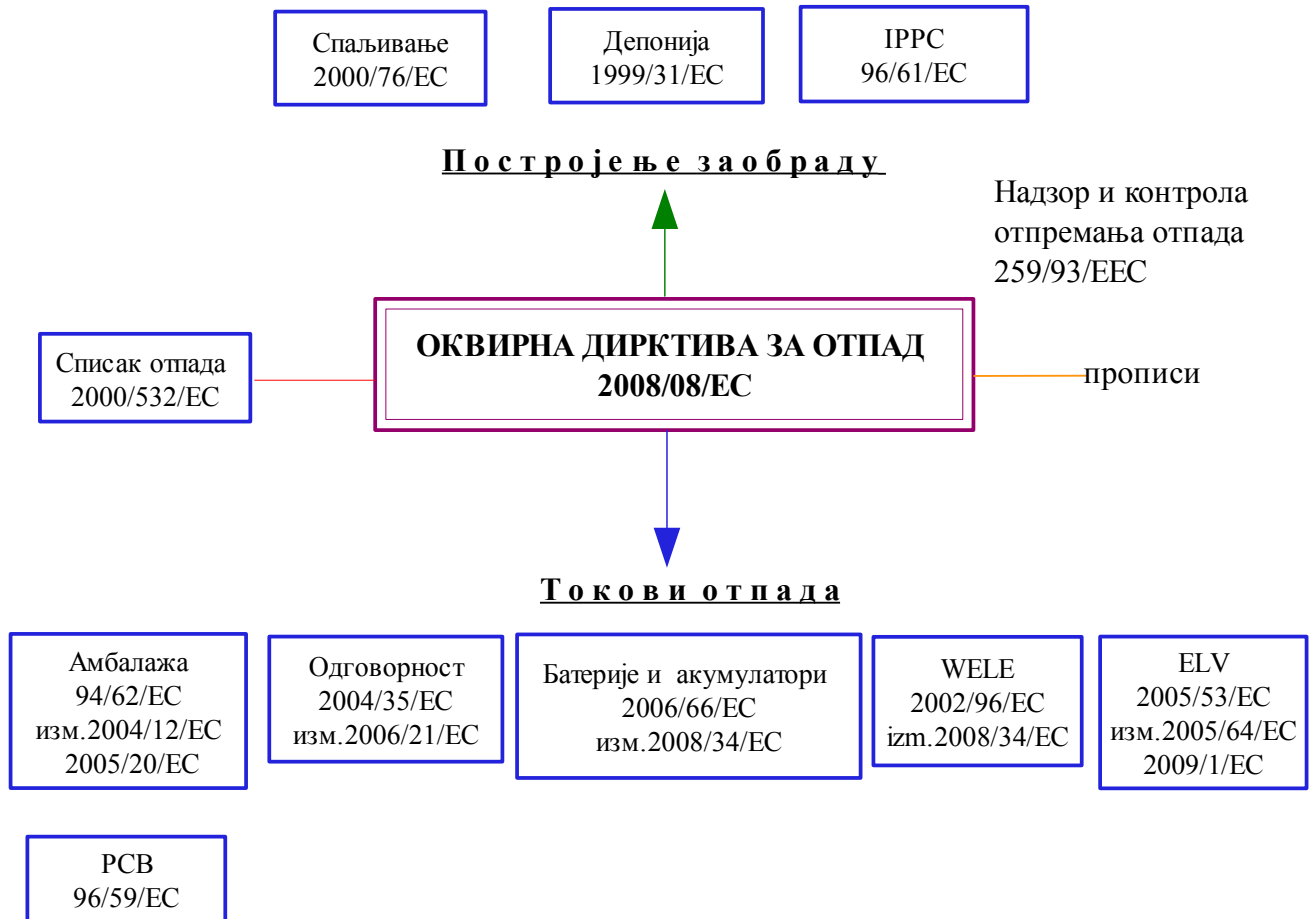 Спаљивање
2000/76/EC
Депонија
1999/31/EC
IPPC
96/61/EC
Постројење заобраду
Надзор и контрола
отпремања отпада
259/93/EEC
Списак отпада
2000/532/EC
ОКВИРНА ДИРКТИВА ЗА ОТПАД
2008/08/EC
прописи
Токови отпада
Амбалажа
94/62/EC
изм.2004/12/EC
2005/20/EC
Одговорност
2004/35/EC
изм.2006/21/EC
Батерије и акумулатори
2006/66/EC
изм.2008/34/EC
WELE
2002/96/EC
izm.2008/34/EC
ELV
2005/53/EC
изм.2005/64/EC
2009/1/EC
PCB
96/59/EC